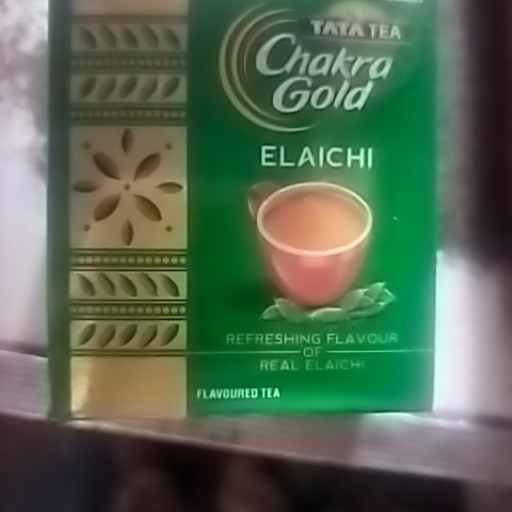 TATA TEA
Chakra
Gold
ELAICHI
REFRESHING FLAVOUR
OF
REAL ELAICHI
FLAVOURED TEA